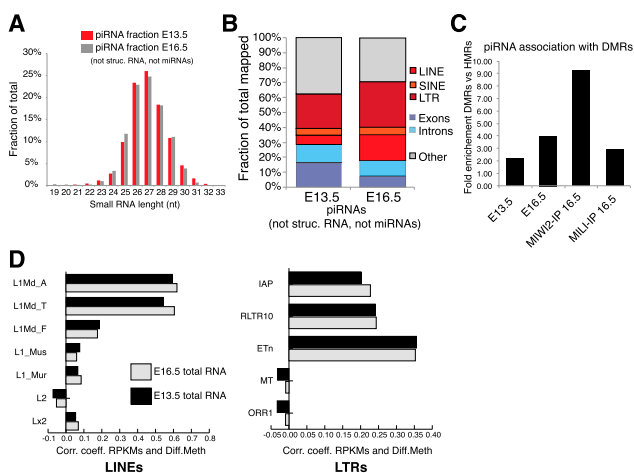 A
piRNA fraction E13.5
piRNA fraction E16.5
(not struc. RNA, not miRNAs)
Fraction of total
30%
25%
20%
15%
10%
5%
0%
19 20 21 22 23 24 25 26 27 28 29 30 31 32 33
Small RNA lenght (nt)
B
Fraction of total mapped
100%
90%
80%
70%
60%
50%
40%
30%
20%
10%
0%
LINE
SINE
LTR
Exons
Introns
Other
E13.5 E16.5
piRNAs
(not struc. RNA, not miRNAs)
C
piRNA association with DMRs
Fold enrichement DMRs vs HMRs
10.00
9.00
8.00
7.00
6.00
5.00
4.00
3.00
2.00
1.00
0.00
E13.5
E16.5
MIWI2-IP 16.5
MILI-IP 16.5
D
L1Md_A
L1Md_T
L1Md_F
L1_Mus
L1_Mur
L2
Lx2
E16.5 total RNA
E13.5 total RNA
-0.1 0.0 0.1 0.2 0.3 0.4 0.5 0.6 0.7 0.8
Corr. coeff. RPKMs and Diff.Meth
LINEs
IAP
RLTR10
ETn
MT
ORR1
-0.05 0.00 0.05 0.10 0.15 0.20 0.25 0.30 0.35 0.40
Corr. coeff. RPKMs and Diff.Meth
LTRs